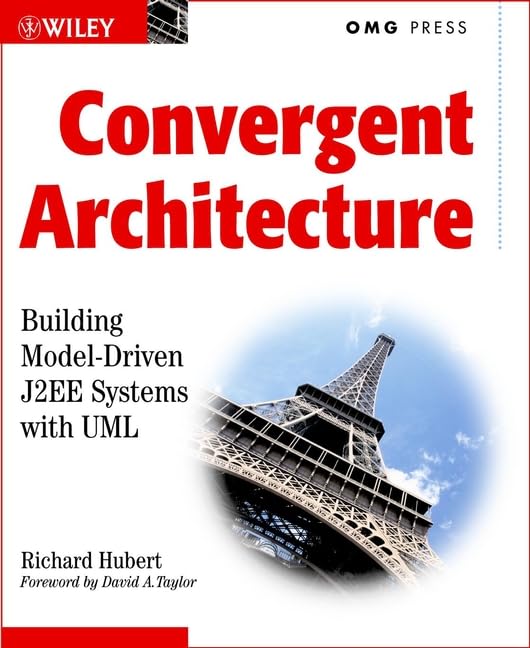 WILEY
OMG PRESS
Convergent
Architecture
Building
Model-Driven
J2EE Systems
with UML
Richard Hubert
Foreword by David A. Taylor